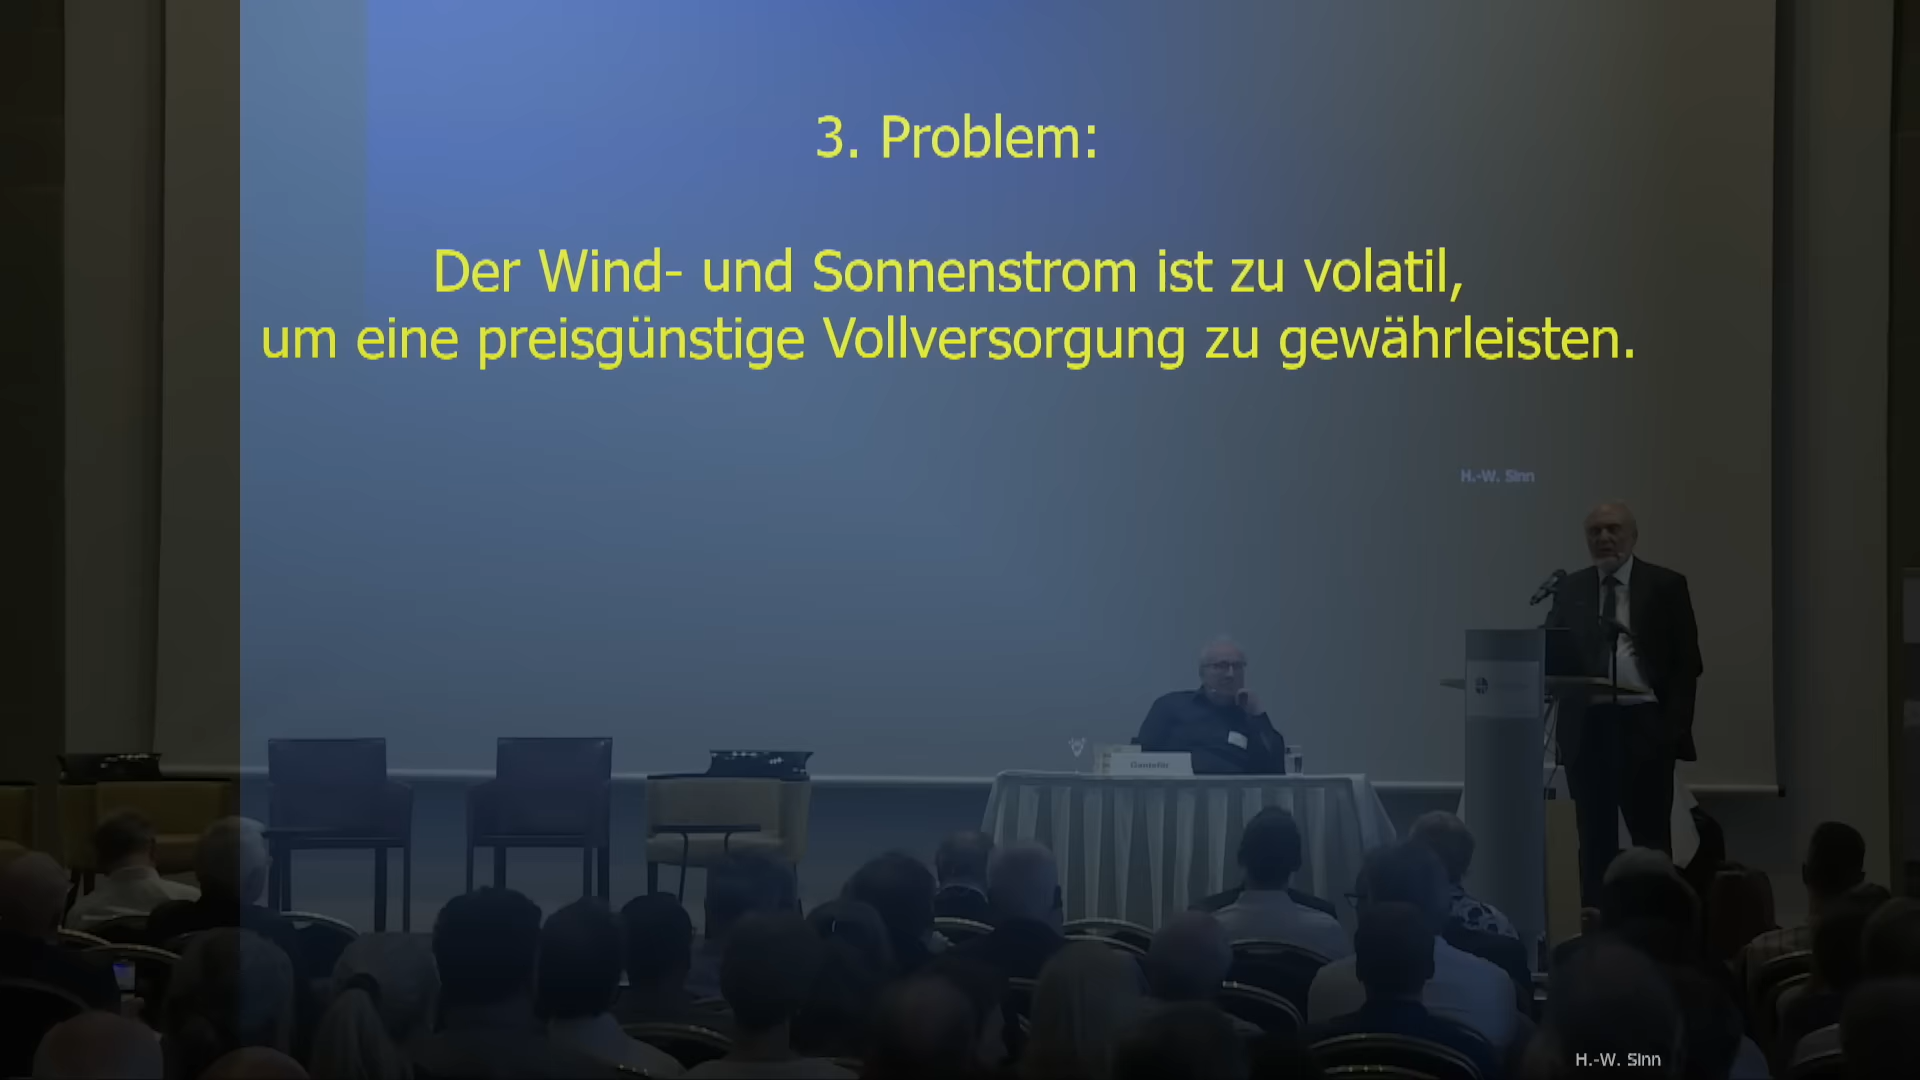 3. Problem:
Der Wind- und Sonnenstrom ist zu volatil,
um eine preisgünstige Vollversorgung zu gewährleisten.
H.-W. Sinn
H.-W. Sinn